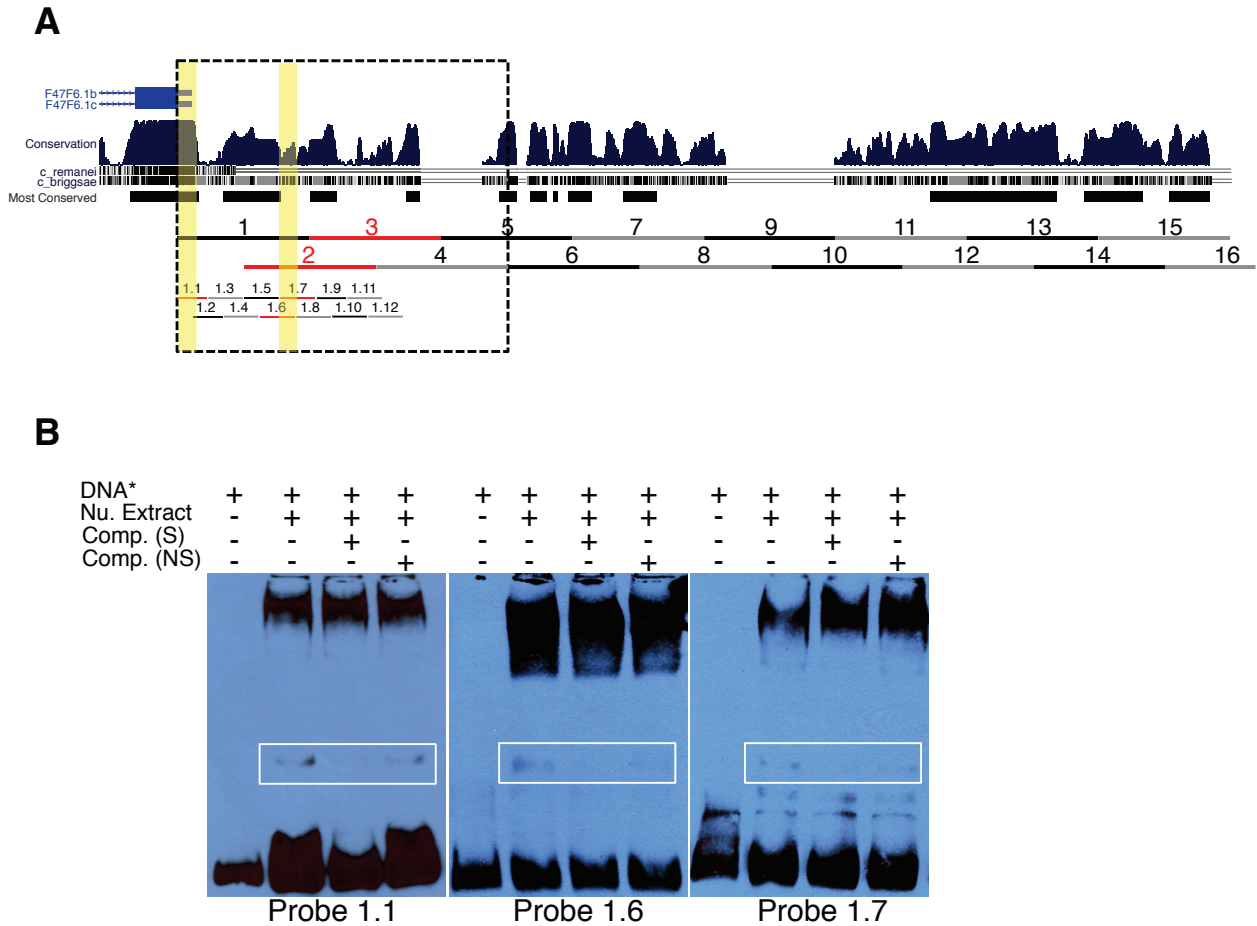 A
F47F6.1b
F47F6.1c
Conservation
c_remanei
c_briggsae
Most Conserved
1 3 5 7 9 11 13 15
2 4 6 8 10 12 14 16
1.1 1.3 1.5 1.7 1.9 1.11
1.2 1.4 1.6 1.8 1.10 1.12
B
DNA* + + + + + + + + + + + +
Nu. Extract - + + + - + + + - + + +
Comp. (S) - - + - - - + - - - + -
Comp. (NS) - - - + - - - + - - - +
Probe 1.1 Probe 1.6 Probe 1.7